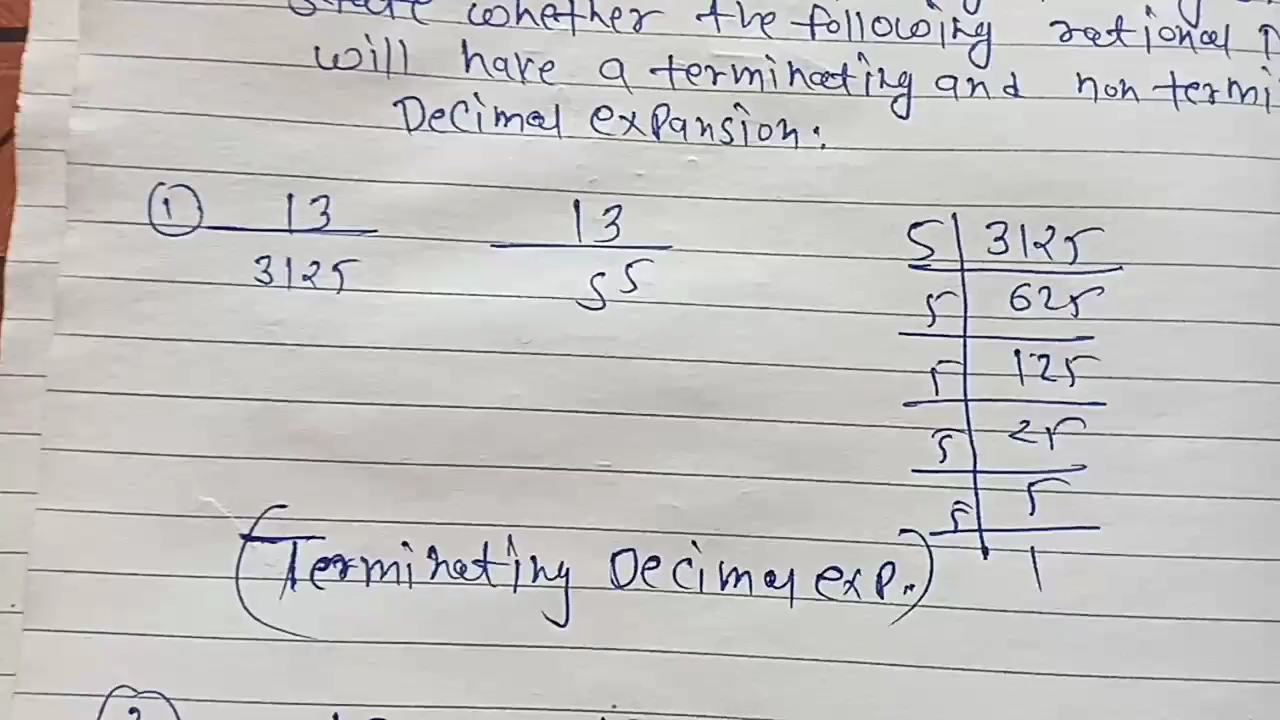 whether the following rational
will have a terminating and non termi
Decimal expansion:
① 13/3125 13/5^5
5 | 3125
5 | 625
5 | 125
5 | 25
5 | 5
1
(Terminating Decimal exp.)
2